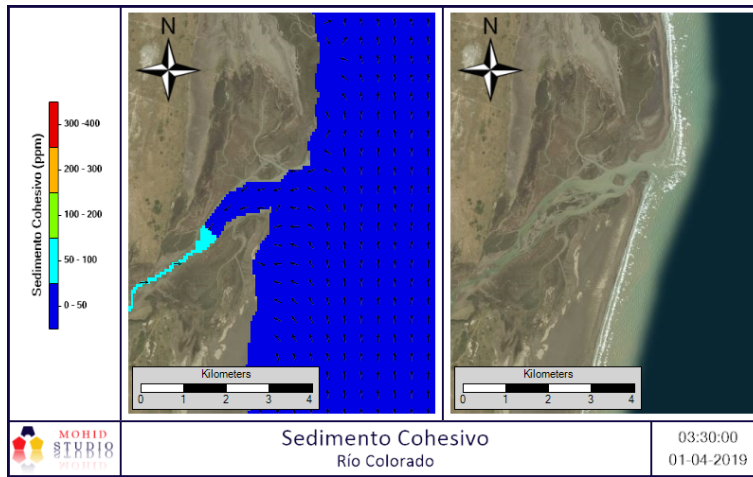 Sedimento Cohesivo (ppm)
300 -400
200 - 300
100 - 200
50 - 100
0 - 50
N
Kilometers
0 1 2 3 4
N
Kilometers
0 1 2 3 4
MOHID
STUDIO
Sedimento Cohesivo
Río Colorado
03:30:00
01-04-2019